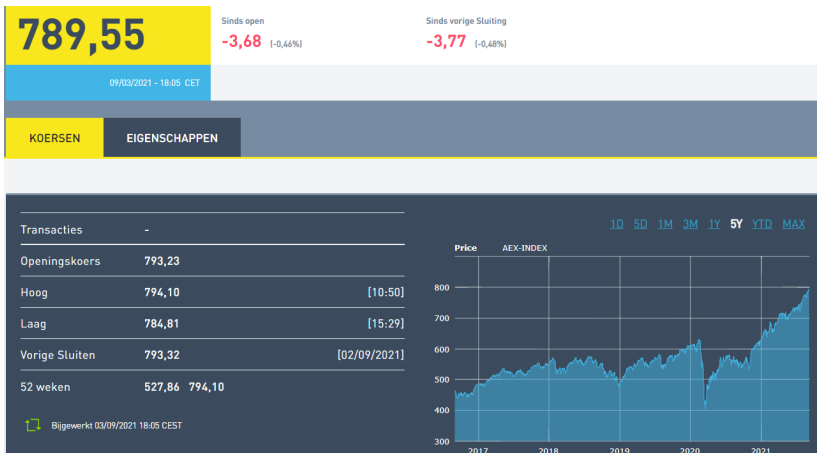 789,55
Sinds open
-3,68 (-0,46%)
Sinds vorige Sluiting
-3,77 (-0,48%)
09/03/2021 - 18:05 CET
KOERSEN
EIGENSCHAPPEN
Transacties -
Openingskoers 793,23
Hoog 794,10 [10:50]
Laag 784,81 [15:29]
Vorige Sluiten 793,32 [02/09/2021]
52 weken 527,86 794,10
Bijgewerkt 03/09/2021 18:05 CEST
1D 5D 1M 3M 1Y 5Y YTD MAX
Price AEX-INDEX
800
700
600
500
400
300
2017 2018 2019 2020 2021